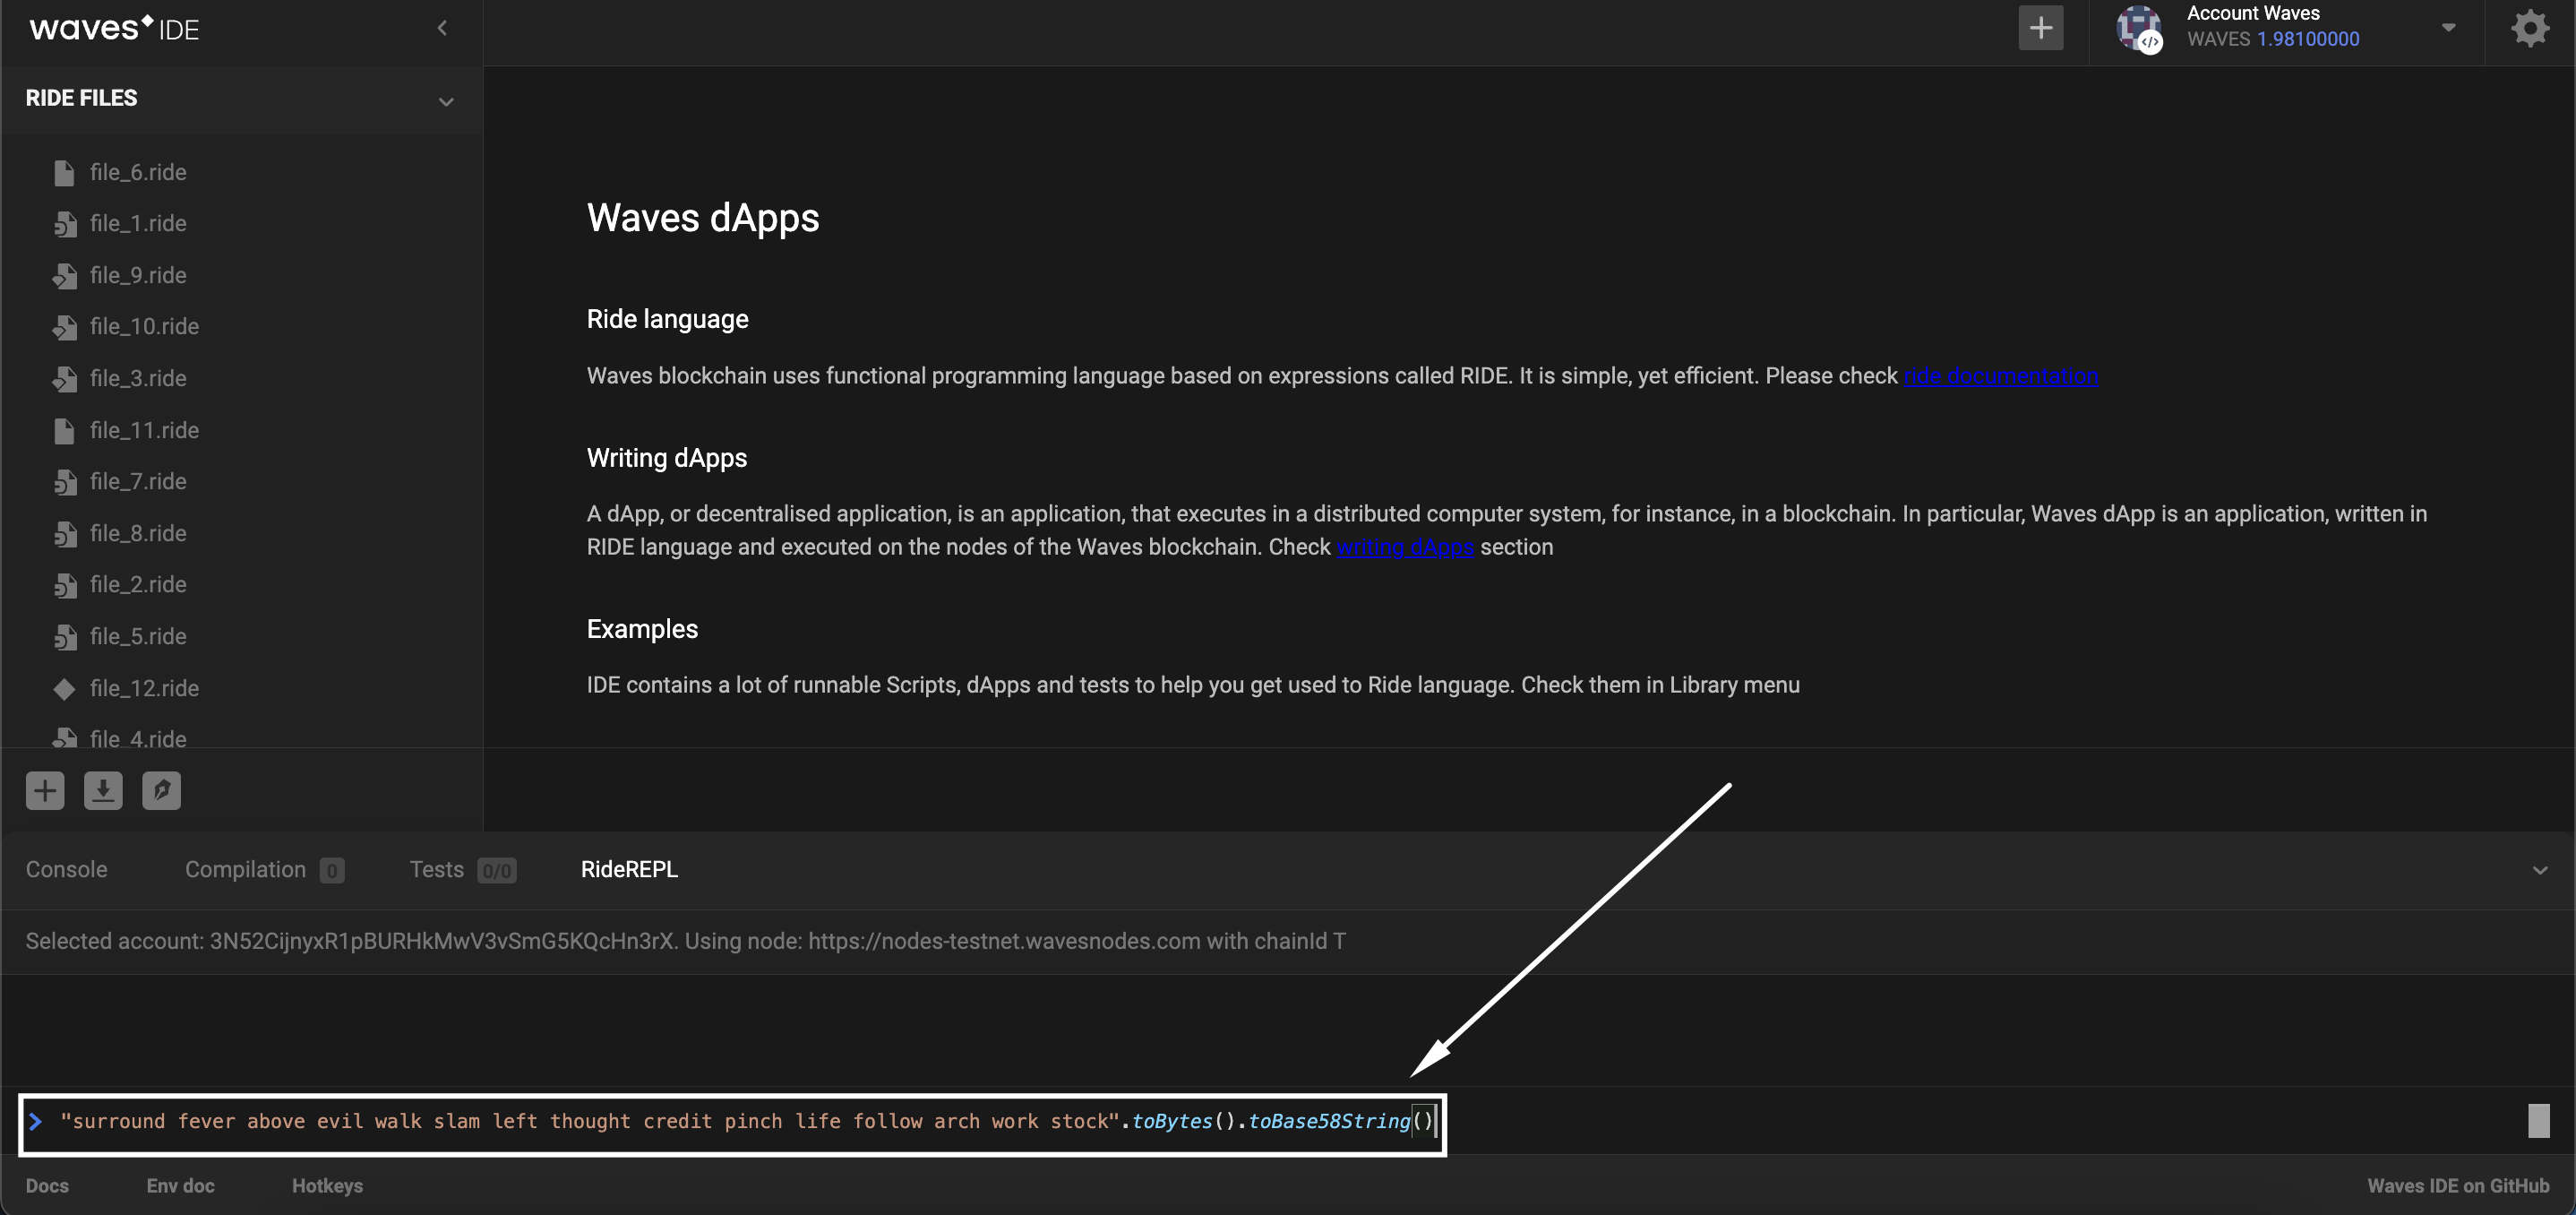 waves IDE
Account Waves
WAVES 1.98100000
RIDE FILES
file_6.ride
file_1.ride
file_9.ride
file_10.ride
file_3.ride
file_11.ride
file_7.ride
file_8.ride
file_2.ride
file_5.ride
file_12.ride
file_4.ride
Waves dApps
Ride language
Waves blockchain uses functional programming language based on expressions called RIDE. It is simple, yet efficient. Please check ride documentation
Writing dApps
A dApp, or decentralised application, is an application, that executes in a distributed computer system, for instance, in a blockchain. In particular, Waves dApp is an application, written in
RIDE language and executed on the nodes of the Waves blockchain. Check writing dApps section
Examples
IDE contains a lot of runnable Scripts, dApps and tests to help you get used to Ride language. Check them in Library menu
Console Compilation 0 Tests 0/0 RideREPL
Selected account: 3N52CijnyxR1pBURHkMwV3vSmG5KQcHn3rX. Using node: https://nodes-testnet.wavesnodes.com with chainId T
> "surround fever above evil walk slam left thought credit pinch life follow arch work stock".toBytes().toBase58String()
Docs Env doc Hotkeys Waves IDE on GitHub